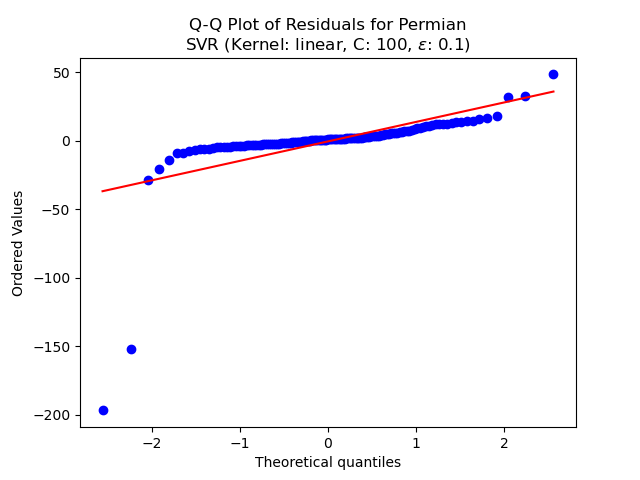 Q-Q Plot of Residuals for Permian
SVR (Kernel: linear, C: 100, ε: 0.1)
Ordered Values
50
0
−50
−100
−150
−200
−2
−1
0
1
2
Theoretical quantiles